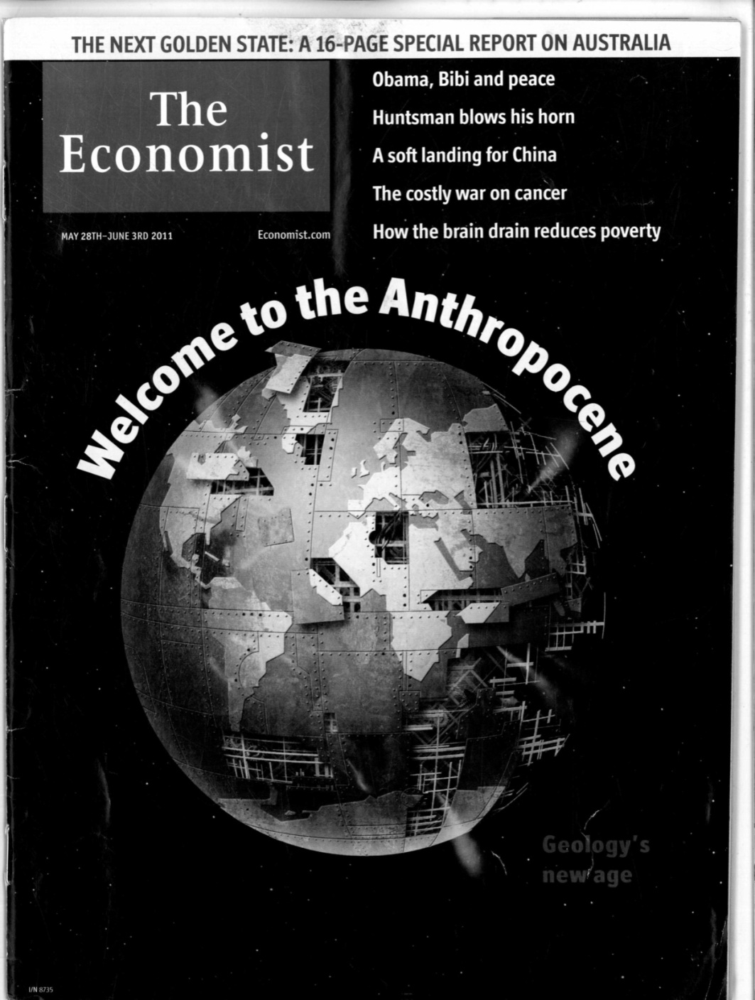 THE NEXT GOLDEN STATE: A 16-PAGE SPECIAL REPORT ON AUSTRALIA
The
Economist
MAY 28TH–JUNE 3RD 2011
Economist.com
Obama, Bibi and peace
Huntsman blows his horn
A soft landing for China
The costly war on cancer
How the brain drain reduces poverty
Welcome to the Anthropocene
Geology's
new age
I/N 8735